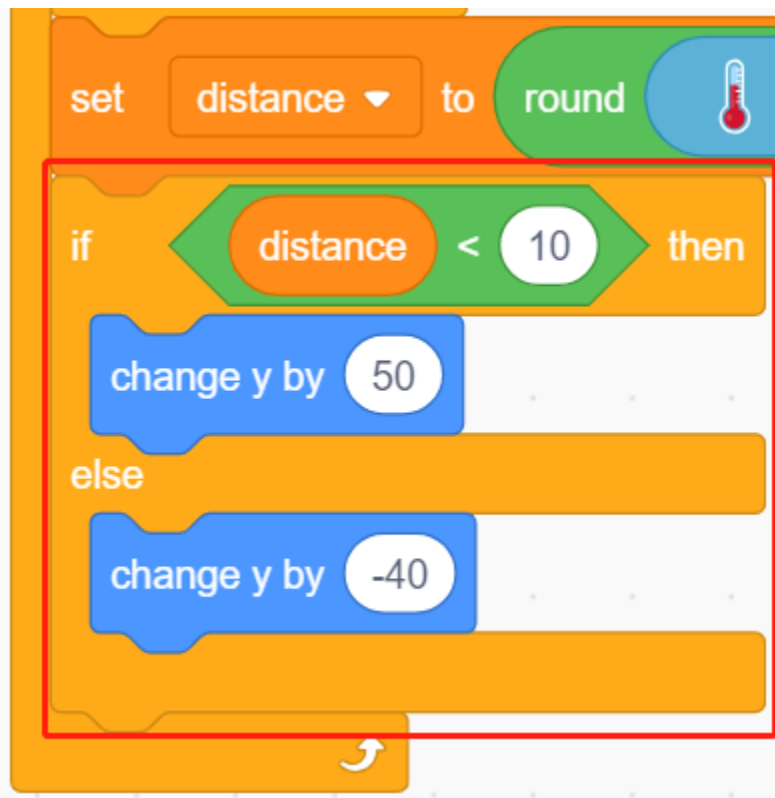 set distance to round
if distance < 10 then
change y by 50
else
change y by -40